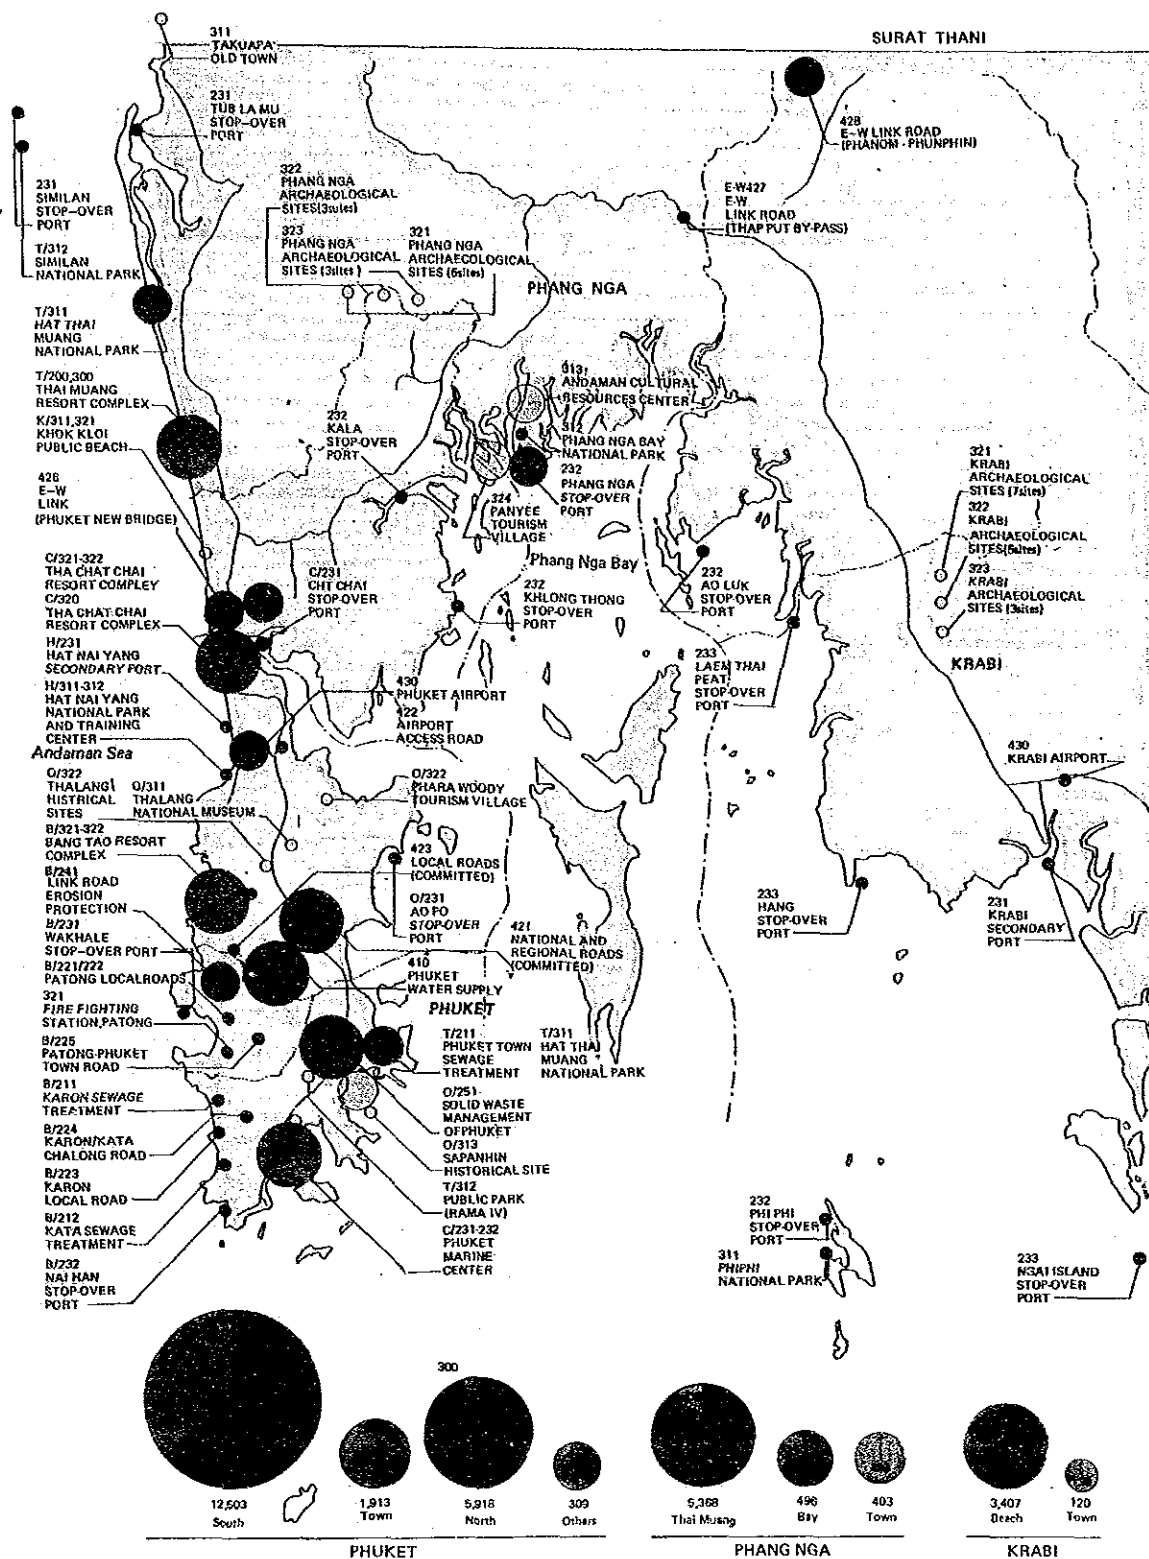 SURAT THANI
311
TAKUAPA
OLD TOWN
231
TUB LA MU
STOP-OVER
PORT
428
E-W LINK ROAD
(PHANOM - PHUNPHIN)
231
SIMILAN
STOP-OVER
PORT
T/312
SIMILAN
NATIONAL PARK
322
PHANG NGA
ARCHAEOLOGICAL
SITES(3sites)
323
PHANG NGA
ARCHAEOLOGICAL
SITES (3sites)
321
PHANG NGA
ARCHAECOLOGICAL
SITES (6sites)
E-W427
E-W
LINK ROAD
(THAP PUT BY-PASS)
PHANG NGA
T/311
HAT THAI
MUANG
NATIONAL PARK
T/200,300
THAI MUANG
RESORT COMPLEX
K/311,321
KHOK KLOI
PUBLIC BEACH
426
E-W
LINK
(PHUKET NEW BRIDGE)
232
KALA
STOP-OVER
PORT
3131
ANDAMAN CULTURAL
RESOURCES CENTER
312
PHANG NGA BAY
NATIONAL PARK
232
PHANG NGA
STOP-OVER
PORT
324
PANYEE
TOURISM
VILLAGE
321
KRABI
ARCHAEOLOGICAL
SITES (7sites)
322
KRABI
ARCHAEOLOGICAL
SITES(5sites)
323
KRABI
ARCHAEOLOGICAL
SITES (3sites)
KRABI
Phang Nga Bay
C/321-322
THA CHAT CHAI
RESORT COMPLEY
C/320
THA CHAT CHAI
RESORT COMPLEX
C/231
CHT CHAI
STOP-OVER
PORT
232
KHLONG THONG
STOP-OVER
PORT
232
AO LUK
STOP-OVER
PORT
233
LAEM THAI
PEAT
STOP-OVER
PORT
H/231
HAT NAI YANG
SECONDARY PORT
H/311-312
HAT NAI YANG
NATIONAL PARK
AND TRAINING
CENTER
430
PHUKET AIRPORT
422
AIRPORT
ACCESS ROAD
Andaman Sea
430
KRABI AIRPORT
O/322
THALANG
HISTRICAL
SITES
O/311
THALANG
NATIONAL MUSEUM
O/322
PHARA WOODY
TOURISM VILLAGE
B/321-322
BANG TAO RESORT
COMPLEX
B/241
LINK ROAD
EROSION
PROTECTION
423
LOCAL ROADS
(COMMITTED)
O/231
AO PO
STOP-OVER
PORT
421
NATIONAL AND
REGIONAL ROADS
(COMMITTED)
233
HANG
STOP-OVER
PORT
231
KRABI
SECONDARY
PORT
B/231
WAKHALE
STOP-OVER PORT
B/221/222
PATONG LOCALROADS
410
PHUKET
WATER SUPPLY
PHUKET
321
FIRE FIGHTING
STATION, PATONG
B/225
PATONG-PHUKET
TOWN ROAD
T/211
PHUKET TOWN
SEWAGE
TREATMENT
T/311
HAT THAI
MUANG
NATIONAL PARK
B/211
KARON SEWAGE
TREATMENT
O/251
SOLID WASTE
MANAGEMENT
OFPHUKET
B/224
KARON/KATA
CHALONG ROAD
O/313
SAPANHIN
HISTORICAL SITE
B/223
KARON
LOCAL ROAD
T/312
PUBLIC PARK
(RAMA IV)
B/212
KATA SEWAGE
TREATMENT
C/231-232
PHUKET
MARINE
CENTER
B/232
NAI HAN
STOP-OVER
PORT
232
PHI PHI
STOP-OVER
PORT
311
PHIPHI
NATIONAL PARK
233
NGAI ISLAND
STOP-OVER
PORT
300
12,503
South
1,913
Town
5,918
North
309
Others
5,368
Thai Muang
496
Bay
403
Town
3,407
Beach
120
Town
PHUKET
PHANG NGA
KRABI